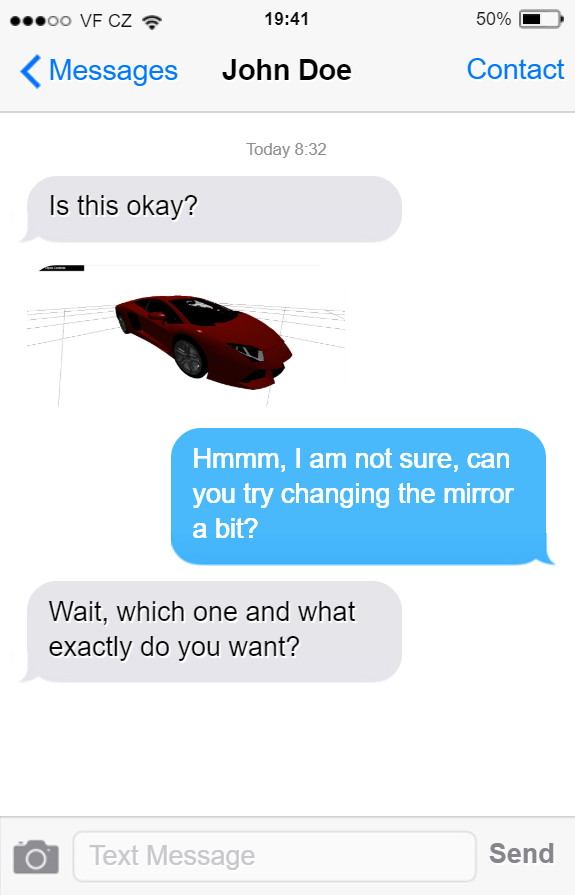 VF CZ 19:41 50%
Messages John Doe Contact
Today 8:32
Is this okay?
Hmmm, I am not sure, can
you try changing the mirror
a bit?
Wait, which one and what
exactly do you want?
Text Message Send